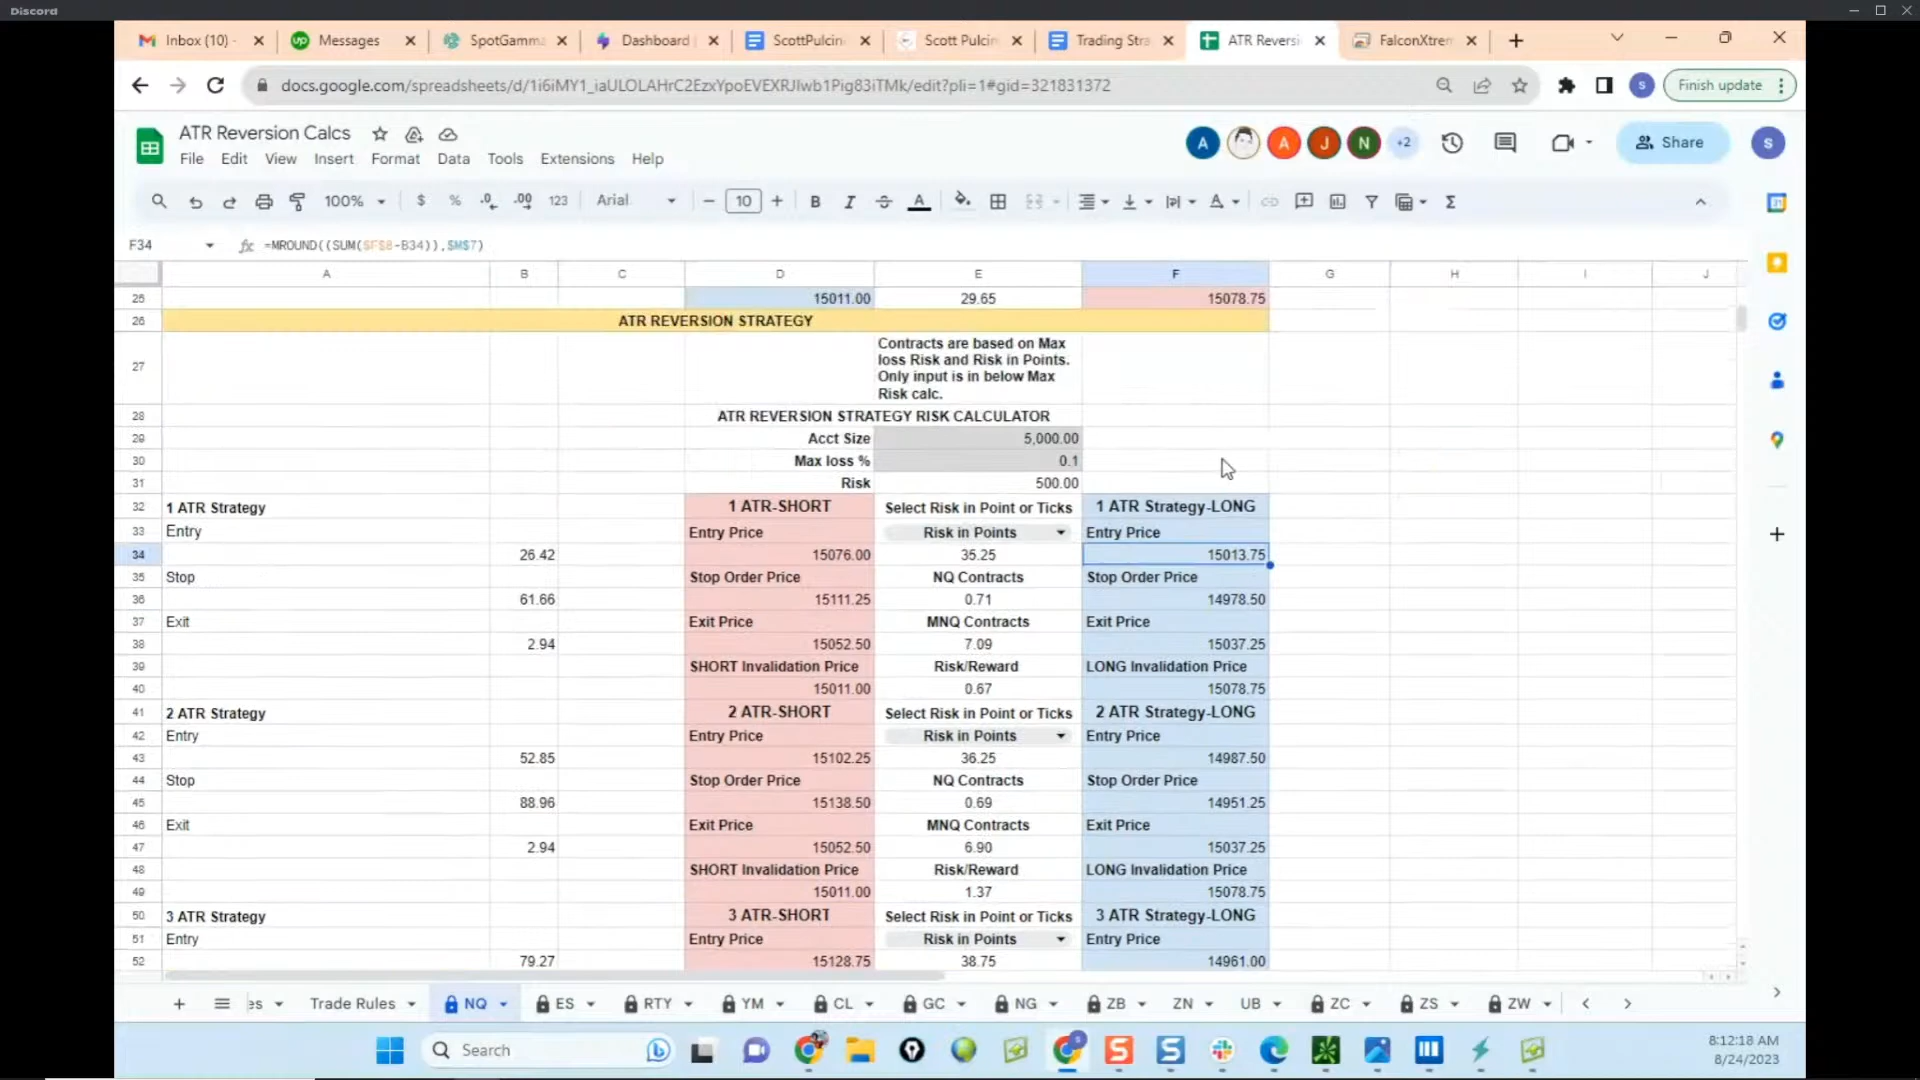 Discord
Inbox (10) -
Messages
SpotGamma
Dashboard
ScottPulcin
Scott Pulcin
Trading Stra
ATR Reversi
FalconXtrem
docs.google.com/spreadsheets/d/1i6iMY1_iaULOLAHrC2EzxYpoEVEXRJIwb1Pig83iTMk/edit?pli=1#gid=321831372
S
Finish update
ATR Reversion Calcs
A A J N +2
Share
S
File Edit View Insert Format Data Tools Extensions Help
100% $ % .0 .00 123 Arial 10 B I A
F34 fx =MROUND((SUM($F$8-B34)),$M$7)
A B C D E F G H I J
25 15011.00 29.65 15078.75
26 ATR REVERSION STRATEGY
27 Contracts are based on Max
loss Risk and Risk in Points.
Only input is in below Max
Risk calc.
28 ATR REVERSION STRATEGY RISK CALCULATOR
29 Acct Size 5,000.00
30 Max loss % 0.1
31 Risk 500.00
32 1 ATR Strategy 1 ATR-SHORT Select Risk in Point or Ticks 1 ATR Strategy-LONG
33 Entry Entry Price Risk in Points Entry Price
34 26.42 15076.00 35.25 15013.75
35 Stop Stop Order Price NQ Contracts Stop Order Price
36 61.66 15111.25 0.71 14978.50
37 Exit Exit Price MNQ Contracts Exit Price
38 2.94 15052.50 7.09 15037.25
39 SHORT Invalidation Price Risk/Reward LONG Invalidation Price
40 15011.00 0.67 15078.75
41 2 ATR Strategy 2 ATR-SHORT Select Risk in Point or Ticks 2 ATR Strategy-LONG
42 Entry Entry Price Risk in Points Entry Price
43 52.85 15102.25 36.25 14987.50
44 Stop Stop Order Price NQ Contracts Stop Order Price
45 88.96 15138.50 0.69 14951.25
46 Exit Exit Price MNQ Contracts Exit Price
47 2.94 15052.50 6.90 15037.25
48 SHORT Invalidation Price Risk/Reward LONG Invalidation Price
49 15011.00 1.37 15078.75
50 3 ATR Strategy 3 ATR-SHORT Select Risk in Point or Ticks 3 ATR Strategy-LONG
51 Entry Entry Price Risk in Points Entry Price
52 79.27 15128.75 38.75 14961.00
es Trade Rules NQ ES RTY YM CL GC NG ZB ZN UB ZC ZS ZW
Search
8:12:18 AM
8/24/2023